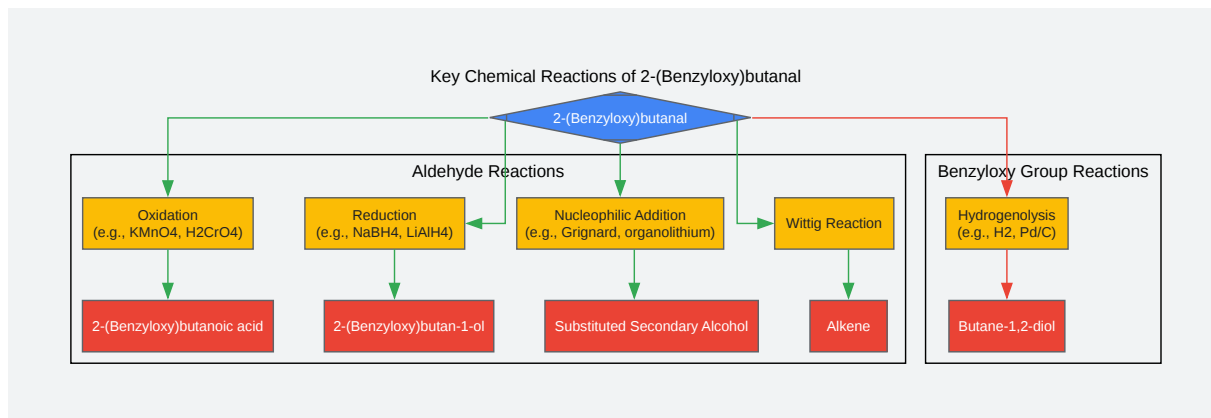 Key Chemical Reactions of 2-(Benzyloxy)butanal
2-(Benzyloxy)butanal
Aldehyde Reactions
Benzyloxy Group Reactions
Oxidation
(e.g., KMnO4, H2CrO4)
Reduction
(e.g., NaBH4, LiAlH4)
Nucleophilic Addition
(e.g., Grignard, organolithium)
Wittig Reaction
Hydrogenolysis
(e.g., H2, Pd/C)
2-(Benzyloxy)butanoic acid
2-(Benzyloxy)butan-1-ol
Substituted Secondary Alcohol
Alkene
Butane-1,2-diol